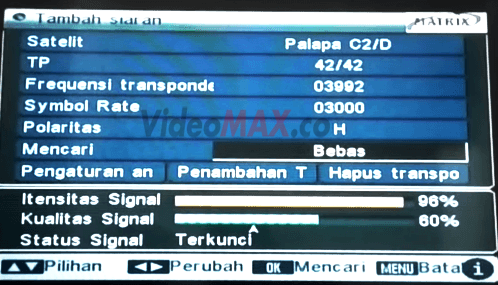 Tambah siaran MATRIX
Satelit Palapa C2/D
TP 42/42
Frequensi transponde 03992
Symbol Rate 03000
Polaritas H
VideoMAX.co
Mencari Bebas
Pengaturan an Penambahan T Hapus transpo
Itensitas Signal 96%
Kualitas Signal 60%
Status Signal Terkunci
Pilihan Perubah OK Mencari MENU Bata i